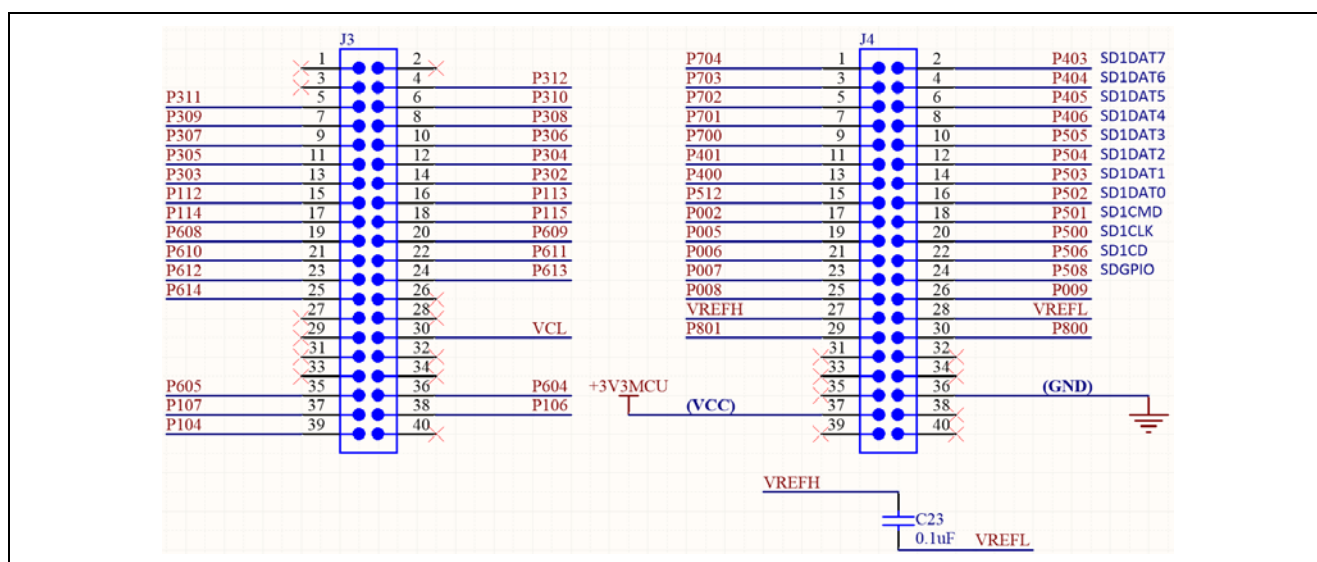 J3 J4
1 2 P704 1 2 P403 SD1DAT7
3 4 P312 P703 3 4 P404 SD1DAT6
P311 5 6 P310 P702 5 6 P405 SD1DAT5
P309 7 8 P308 P701 7 8 P406 SD1DAT4
P307 9 10 P306 P700 9 10 P505 SD1DAT3
P305 11 12 P304 P401 11 12 P504 SD1DAT2
P303 13 14 P302 P400 13 14 P503 SD1DAT1
P112 15 16 P113 P512 15 16 P502 SD1DAT0
P114 17 18 P115 P002 17 18 P501 SD1CMD
P608 19 20 P609 P005 19 20 P500 SD1CLK
P610 21 22 P611 P006 21 22 P506 SD1CD
P612 23 24 P613 P007 23 24 P508 SDGPIO
P614 25 26 P008 25 26 P009
27 28 VREFH 27 28 VREFL
29 30 VCL P801 29 30 P800
31 32 31 32
33 34 33 34
P605 35 36 P604 +3V3MCU 35 36 (GND)
P107 37 38 P106 (VCC) 37 38
P104 39 40 39 40
VREFH
C23
0.1uF VREFL